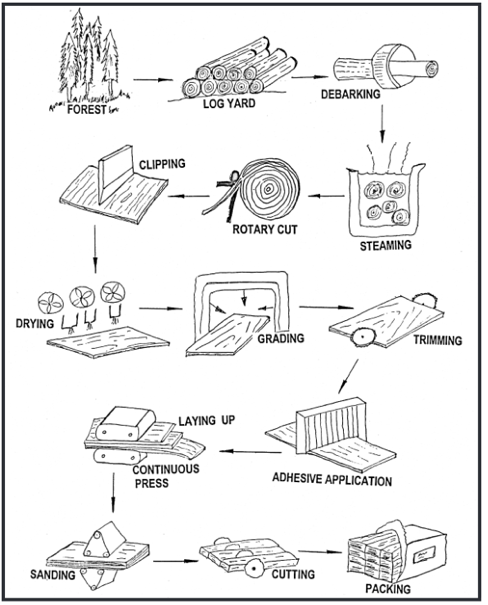 FOREST
LOG YARD
DEBARKING
CLIPPING
ROTARY CUT
STEAMING
DRYING
GRADING
TRIMMING
LAYING UP
CONTINUOUS
PRESS
ADHESIVE APPLICATION
SANDING
CUTTING
PACKING